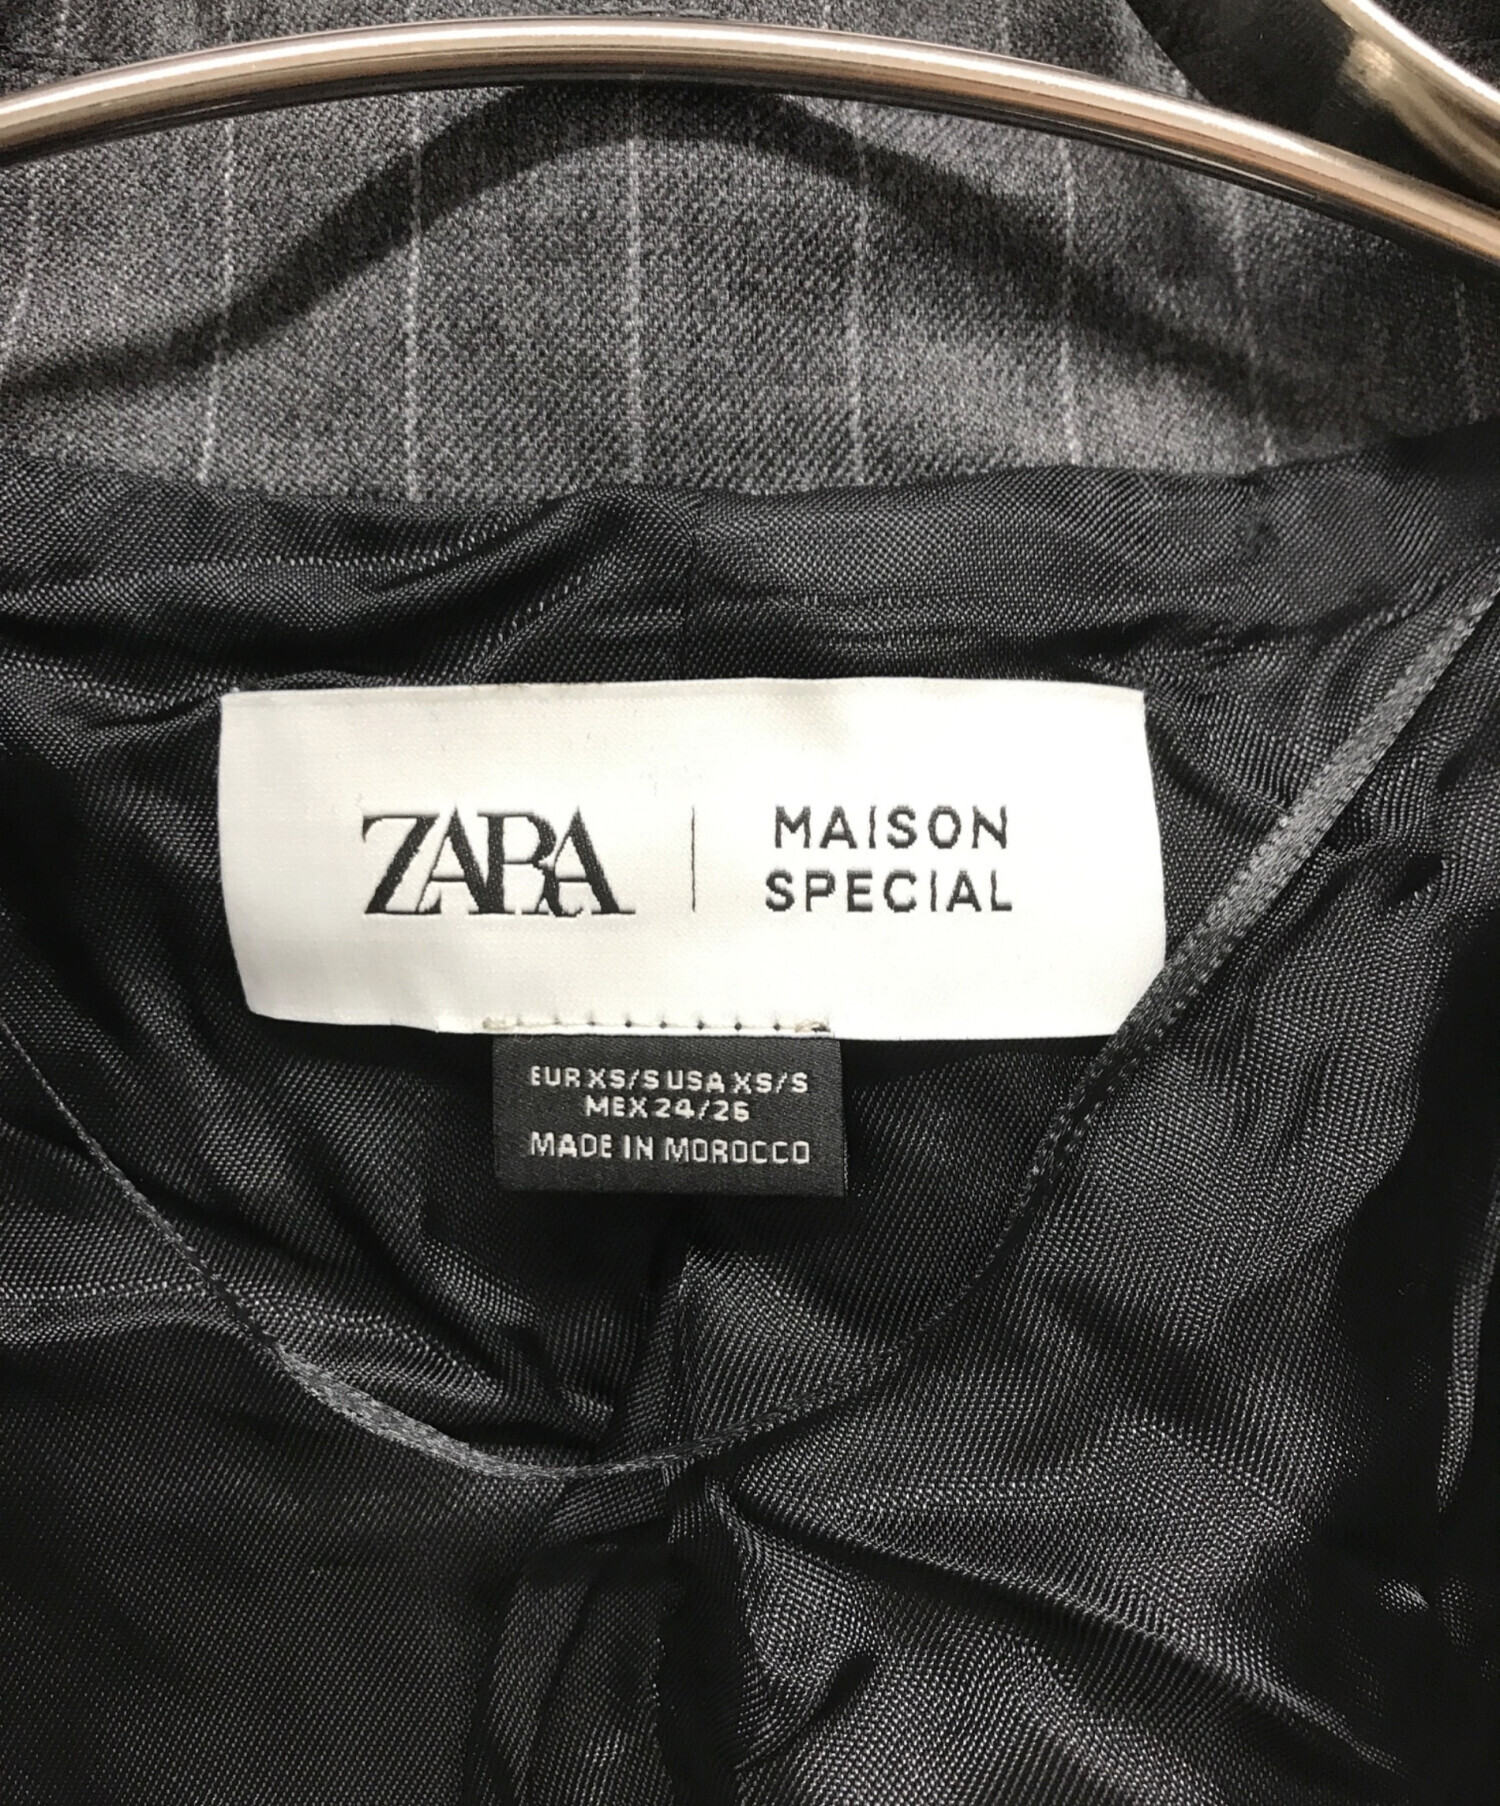 ZARA
MAISON
SPECIAL
EUR XS/S USA XS/S
MEX 24/26
MADE IN MOROCCO